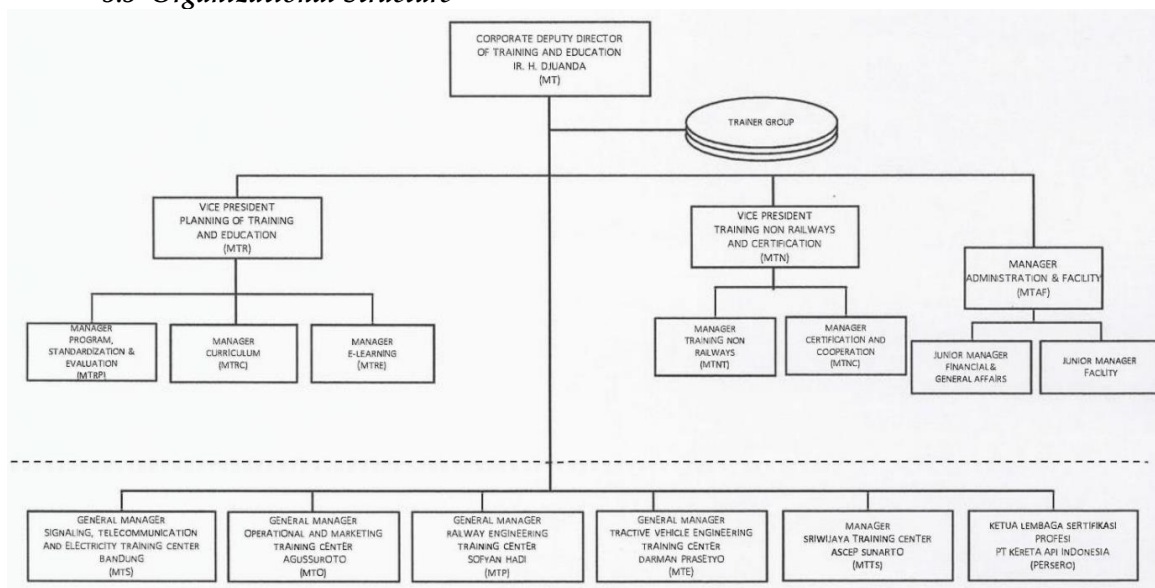 CORPORATE DEPUTY DIRECTOR
OF TRAINING AND EDUCATION
IR. H. DJUANDA
(MT)
TRAINER GROUP
VICE PRESIDENT
PLANNING OF TRAINING
AND EDUCATION
(MTR)
VICE PRESIDENT
TRAINING NON RAILWAYS
AND CERTIFICATION
(MTN)
MANAGER
ADMINISTRATION & FACILITY
(MTAF)
MANAGER
PROGRAM,
STANDARDIZATION &
EVALUATION
(MTRP)
MANAGER
CURRICULUM
(MTRC)
MANAGER
E-LEARNING
(MTRE)
MANAGER
TRAINING NON
RAILWAYS
(MTNT)
MANAGER
CERTIFICATION AND
COOPERATION
(MTNC)
JUNIOR MANAGER
FINANCIAL &
GENERAL AFFAIRS
JUNIOR MANAGER
FACILITY
GENERAL MANAGER
SIGNALING, TELECOMMUNICATION
AND ELECTRICITY TRAINING CENTER
BANDUNG
(MTS)
GENERAL MANAGER
OPERATIONAL AND MARKETING
TRAINING CENTER
AGUSSUROTO
(MTO)
GENERAL MANAGER
RAILWAY ENGINEERING
TRAINING CENTER
SOFYAN HADI
(MTP)
GENERAL MANAGER
TRACTIVE VEHICLE ENGINEERING
TRAINING CENTER
DARMAN PRASETYO
(MTE)
MANAGER
SRIWIJAYA TRAINING CENTER
ASCEP SUNARTO
(MTTS)
KETUA LEMBAGA SERTIFIKASI
PROFESI
PT KERETA API INDONESIA
(PERSERO)